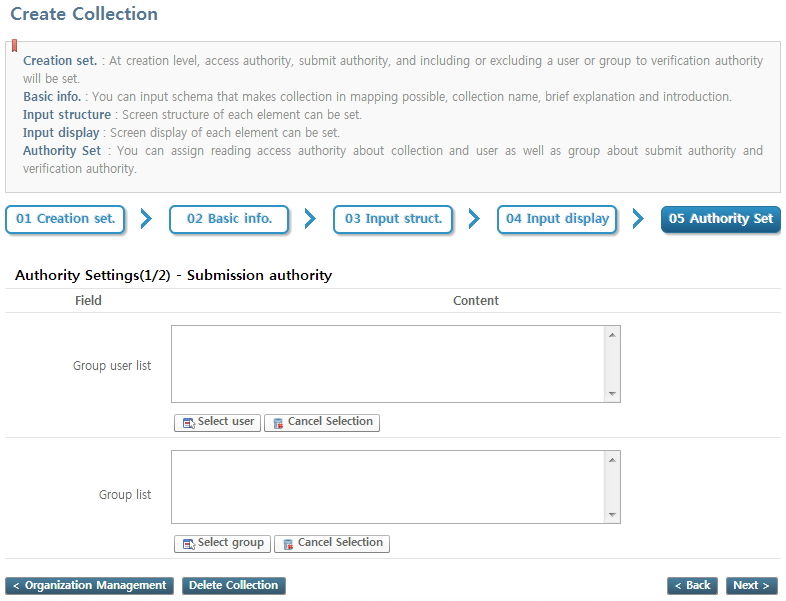 Create Collection
Creation set. : At creation level, access authority, submit authority, and including or excluding a user or group to verification authority
will be set.
Basic info. : You can input schema that makes collection in mapping possible, collection name, brief explanation and introduction.
Input structure : Screen structure of each element can be set.
Input display : Screen display of each element can be set.
Authority Set : You can assign reading access authority about collection and user as well as group about submit authority and
verification authority.
01 Creation set.
02 Basic info.
03 Input struct.
04 Input display
05 Authority Set
Authority Settings(1/2) - Submission authority
Field Content
Group user list
Select user Cancel Selection
Group list
Select group Cancel Selection
< Organization Management Delete Collection < Back Next >